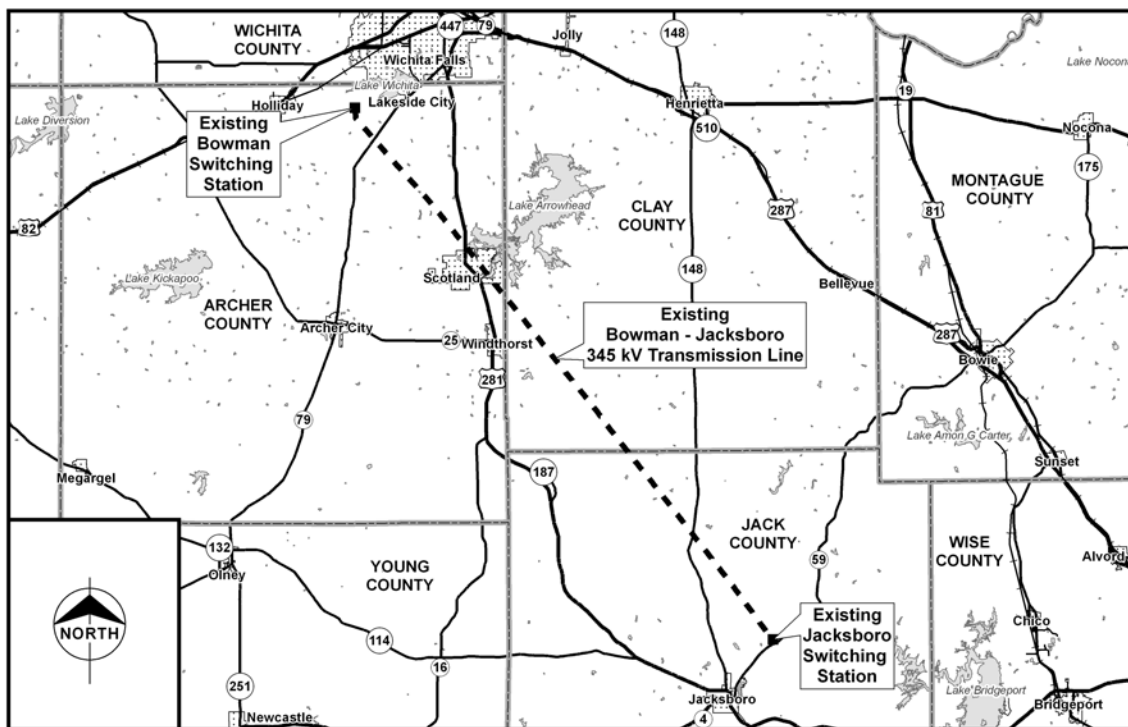 WICHITA
COUNTY
447
79
Jolly
148
Wichita Falls
Lake Wichita
Lakeside City
Holliday
Lake Diversion
Existing
Bowman
Switching
Station
82
Henrietta
510
19
Lake Nocona
Nocona
175
MONTAGUE
COUNTY
81
CLAY
COUNTY
287
148
Lake Arrowhead
Scotland
Lake Kickapoo
ARCHER
COUNTY
Archer City
25
Windthorst
281
79
Megargel
Existing
Bowman - Jacksboro
345 kV Transmission Line
Bellevue
287
Bowie
Lake Amon G Carter
Sunset
187
JACK
COUNTY
59
WISE
COUNTY
Alvord
132
Olney
YOUNG
COUNTY
114
16
251
Newcastle
NORTH
Existing
Jacksboro
Switching
Station
Jacksboro
4
Chico
Lake Bridgeport
Bridgeport